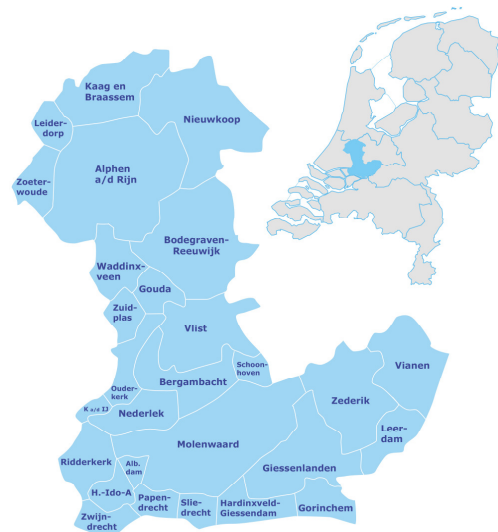 Kaag en
Braassem
Nieuwkoop
Leider-
dorp
Alphen
a/d Rijn
Zoeter-
woude
Bodegraven-
Reeuwijk
Waddinx-
veen
Gouda
Zuid-
plas
Vlist
Schoon-
hoven
Vianen
Bergambacht
Ouder-
kerk
Zederik
K a/d IJ
Nederlek
Leer-
dam
Molenwaard
Ridderkerk
Alb.
dam
Giessenlanden
H.-Ido-A
Papen-
drecht
Slie-
drecht
Hardinxveld-
Giessendam
Gorinchem
Zwijn-
drecht